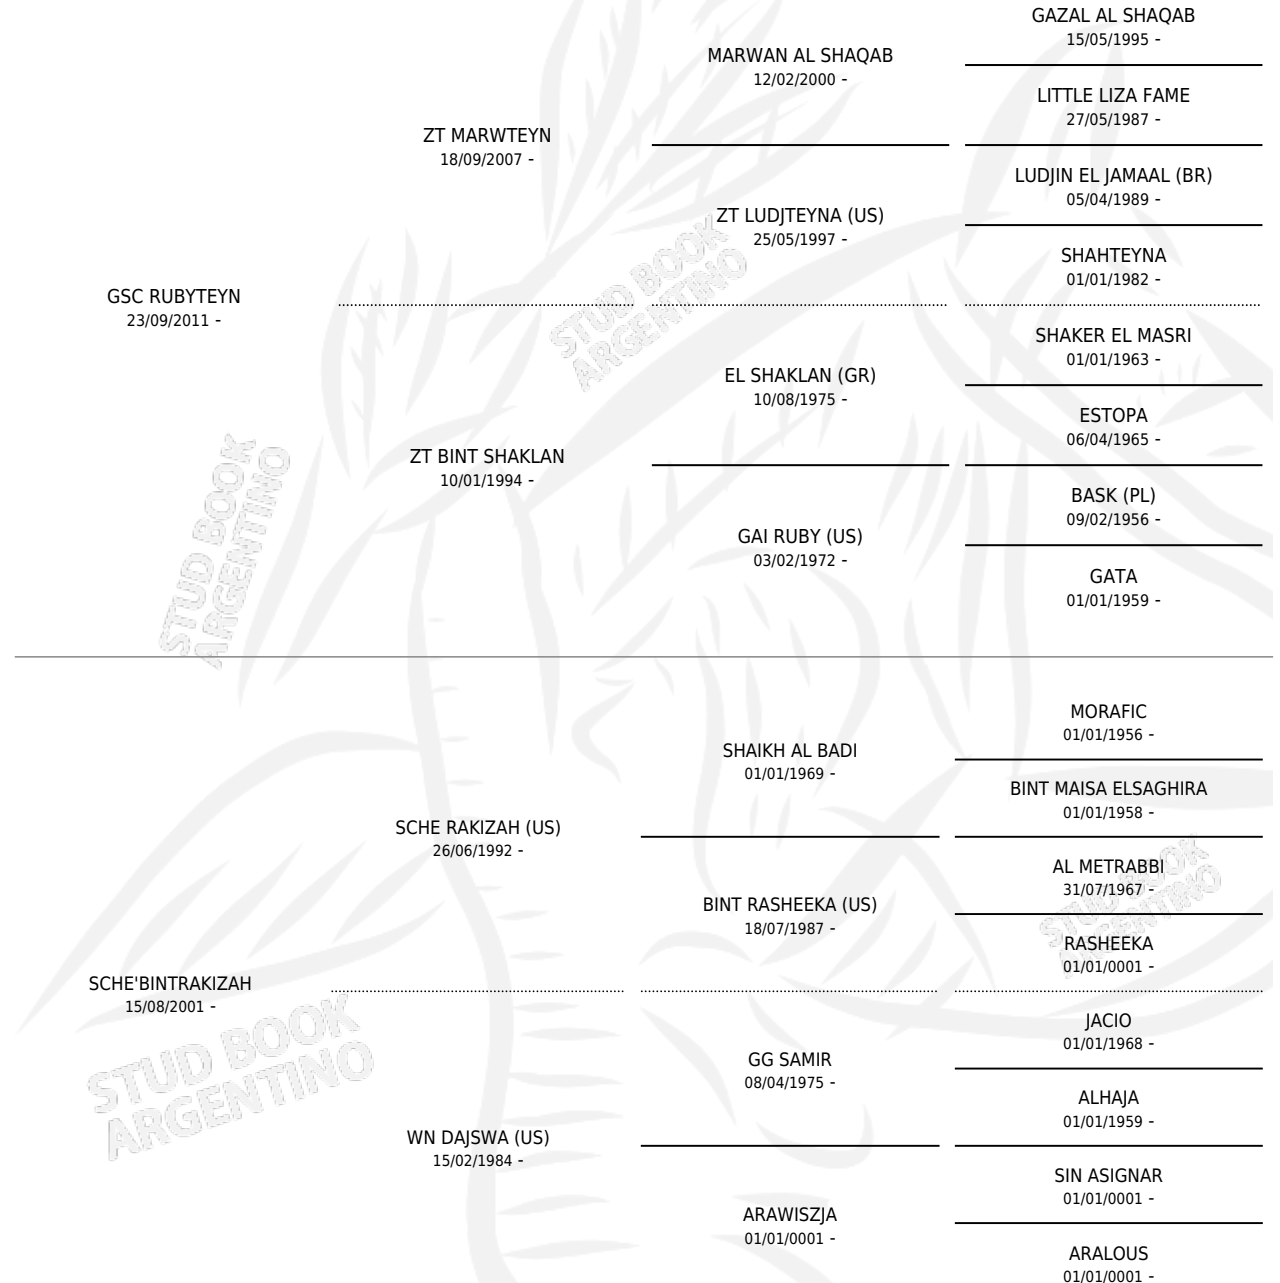 GAZAL AL SHAQAB
15/05/1995 -
MARWAN AL SHAQAB
12/02/2000 -
LITTLE LIZA FAME
27/05/1987 -
ZT MARWTEYN
18/09/2007 -
LUDJIN EL JAMAAL (BR)
05/04/1989 -
ZT LUDJTEYNA (US)
25/05/1997 -
SHAHTEYNA
01/01/1982 -
GSC RUBYTEYN
23/09/2011 -
STUD BOOK
ARGENTINO
SHAKER EL MASRI
01/01/1963 -
EL SHAKLAN (GR)
10/08/1975 -
ESTOPA
06/04/1965 -
ZT BINT SHAKLAN
10/01/1994 -
BASK (PL)
09/02/1956 -
GAI RUBY (US)
03/02/1972 -
GATA
01/01/1959 -
STUD BOOK
ARGENTINO
MORAFIC
01/01/1956 -
SHAIKH AL BADI
01/01/1969 -
BINT MAISA ELSAGHIRA
01/01/1958 -
SCHE RAKIZAH (US)
26/06/1992 -
AL METRABBI
31/07/1967 -
BINT RASHEEKA (US)
18/07/1987 -
STUD BOOK
ARGENTINO
RASHEEKA
01/01/0001 -
SCHE'BINTRAKIZAH
15/08/2001 -
JACIO
01/01/1968 -
GG SAMIR
08/04/1975 -
STUD BOOK
ARGENTINO
ALHAJA
01/01/1959 -
WN DAJSWA (US)
15/02/1984 -
SIN ASIGNAR
01/01/0001 -
ARAWISZJA
01/01/0001 -
ARALOUS
01/01/0001 -